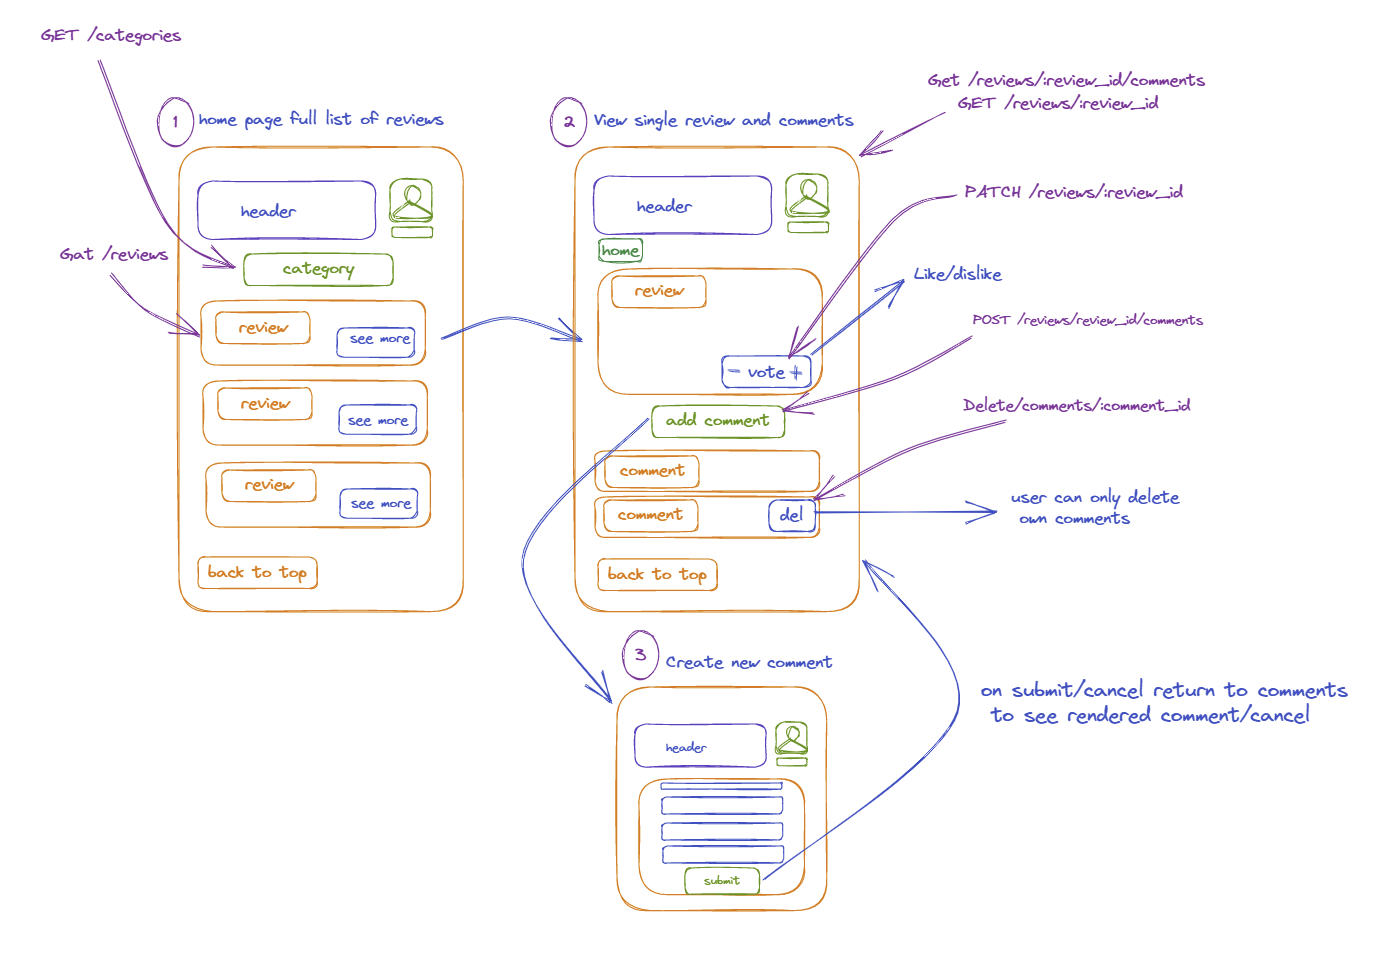 GET /categories
1
home page full list of reviews
header
Gat /reviews
category
review
see more
review
see more
review
see more
back to top
2
View single review and comments
Get /reviews/:review_id/comments
GET /reviews/:review_id
header
PATCH /reviews/:review_id
home
Like/dislike
review
POST /reviews/review_id/comments
- vote +
Delete/comments/:comment_id
add comment
comment
comment
del
user can only delete
own comments
back to top
3
Create new comment
on submit/cancel return to comments
to see rendered comment/cancel
header
submit